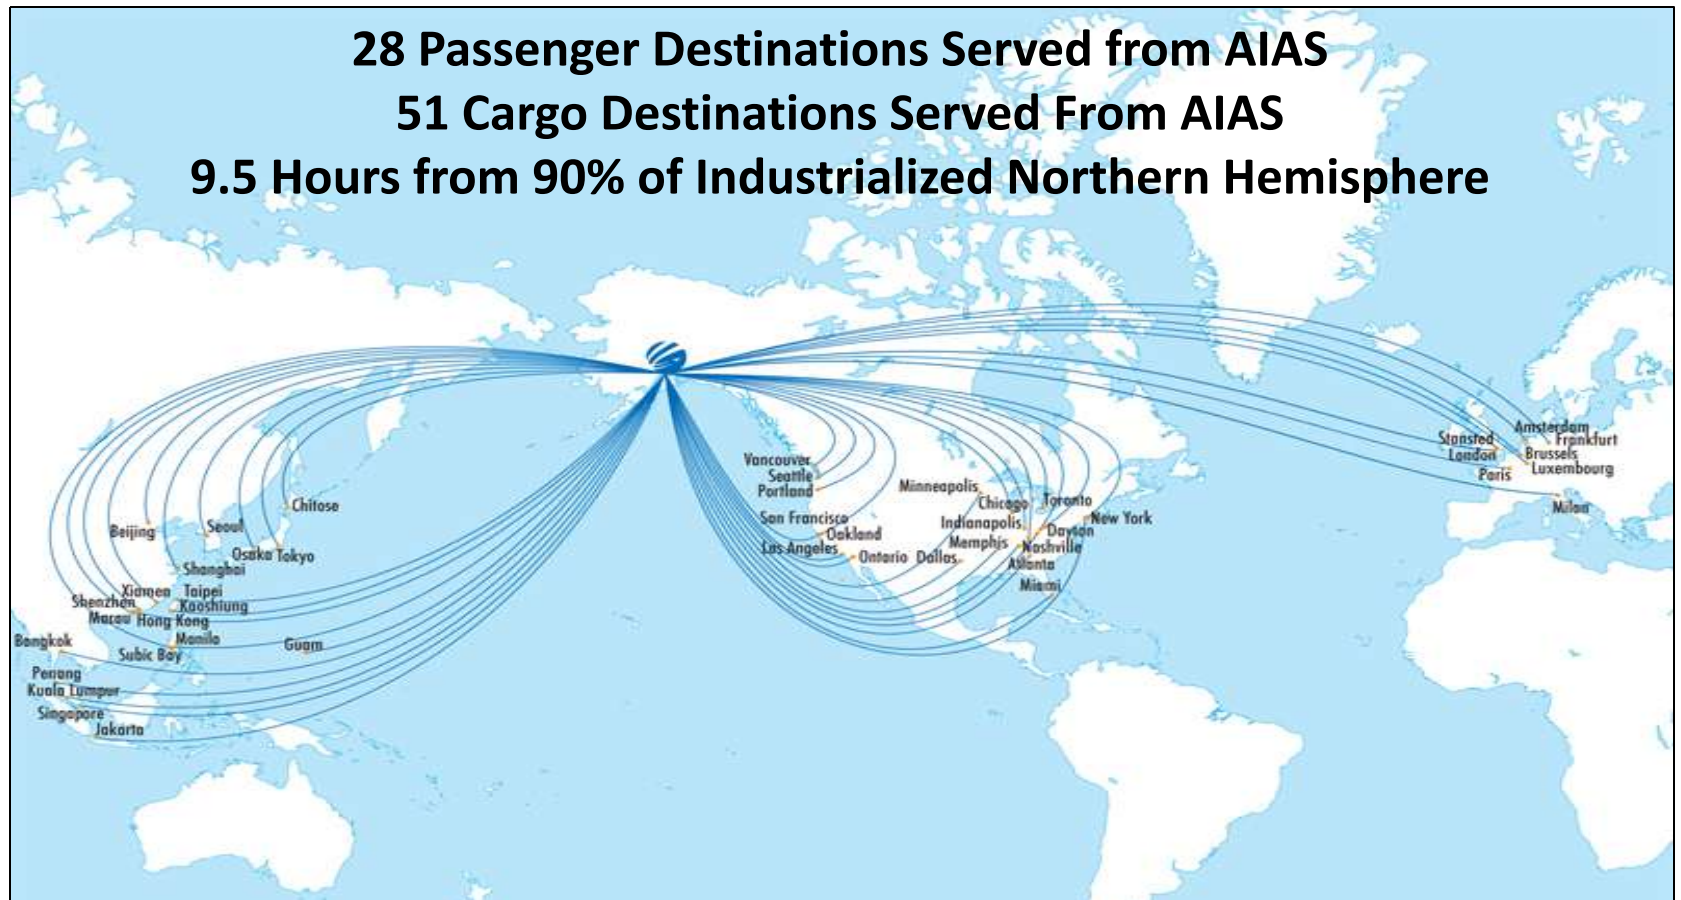 28 Passenger Destinations Served from AIAS
51 Cargo Destinations Served From AIAS
9.5 Hours from 90% of Industrialized Northern Hemisphere
Amsterdam
Stansted
Frankfurt
London
Brussels
Luxembourg
Paris
Milan
Vancouver
Seattle
Portland
Minneapolis
Chicago
Toronto
San Francisco
Indianapolis
New York
Oakland
Dayton
Los Angeles
Memphis
Nashville
Ontario
Dallas
Atlanta
Miami
Chitose
Beijing
Seoul
Osaka
Tokyo
Shanghai
Xiamen
Taipei
Shenzhen
Kaoshiung
Macau
Hong Kong
Bangkok
Manila
Guam
Subic Bay
Penang
Kuala Lumpur
Singapore
Jakarta